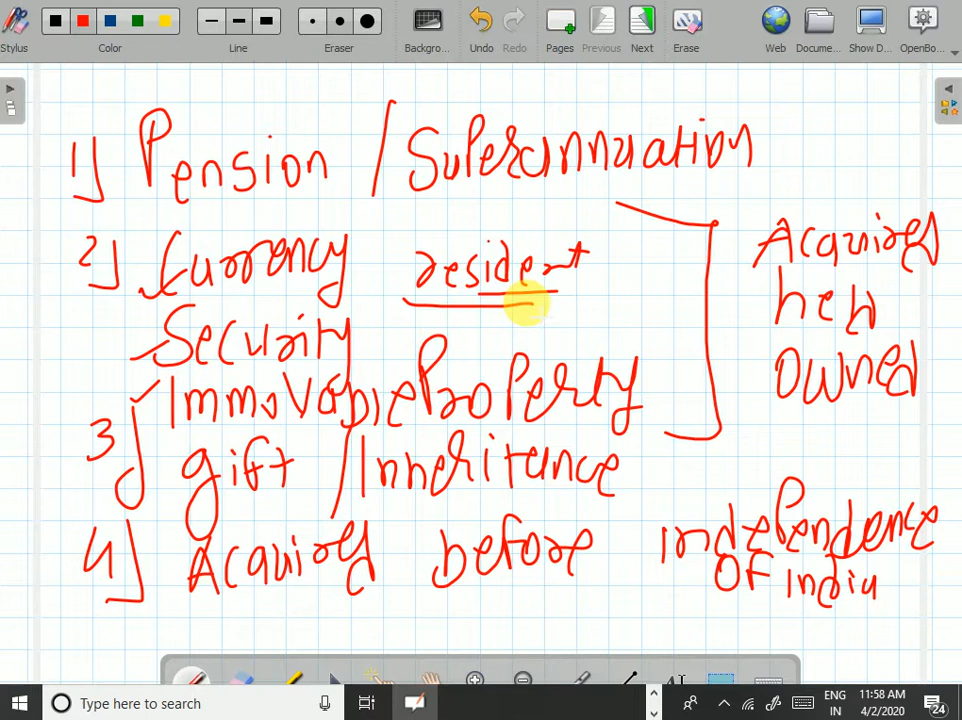 Stylus
Color
Line
Eraser
Backgro...
Undo
Redo
Pages
Previous
Next
Erase
Web
Docume...
Show D...
OpenBo...
1) Pension / Superannuation
2) Currency resident
Security
Immovable Property
Acquired
held
Owned
3) gift / Inheritance
4) Acquired before independence
Of India
Type here to search
ENG
IN
11:58 AM
4/2/2020
24